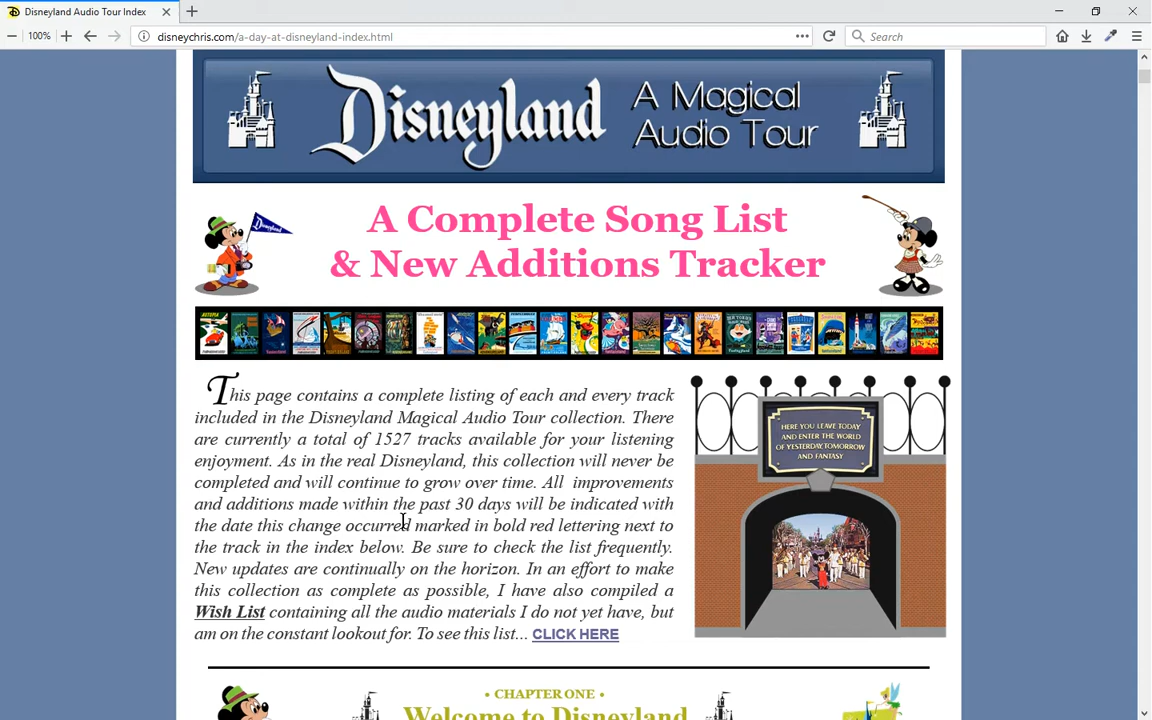 Disneyland Audio Tour Index
100%
disneychris.com/a-day-at-disneyland-index.html
Search
Disneyland
A Magical
Audio Tour
A Complete Song List
& New Additions Tracker
Disneyland
This page contains a complete listing of each and every track
included in the Disneyland Magical Audio Tour collection. There
are currently a total of 1527 tracks available for your listening
enjoyment. As in the real Disneyland, this collection will never be
completed and will continue to grow over time. All improvements
and additions made within the past 30 days will be indicated with
the date this change occurred marked in bold red lettering next to
the track in the index below. Be sure to check the list frequently.
New updates are continually on the horizon. In an effort to make
this collection as complete as possible, I have also compiled a
Wish List containing all the audio materials I do not yet have, but
am on the constant lookout for. To see this list... CLICK HERE
HERE YOU LEAVE TODAY
AND ENTER THE WORLD
OF YESTERDAY, TOMORROW
AND FANTASY
• CHAPTER ONE •
Welcome to Disneyland